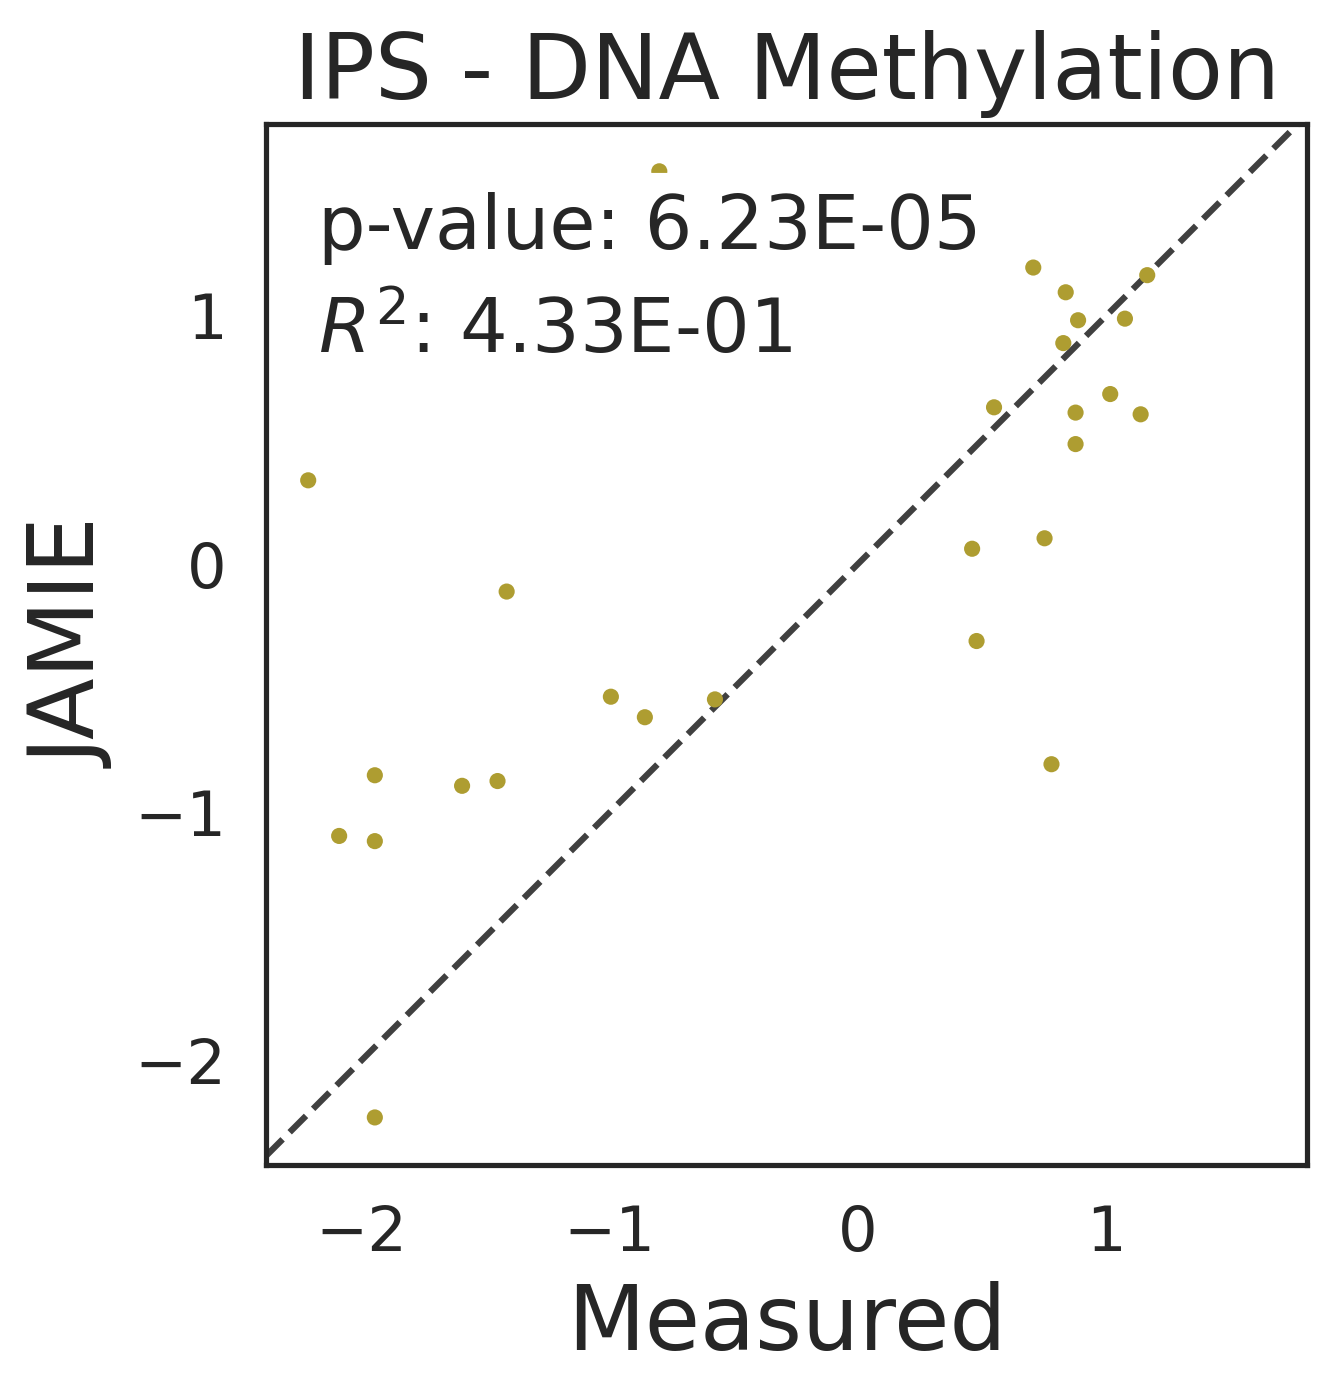 IPS - DNA Methylation
p-value: 6.23E-05
R²: 4.33E-01
1
0
−1
−2
JAMIE
−2 −1 0 1
Measured